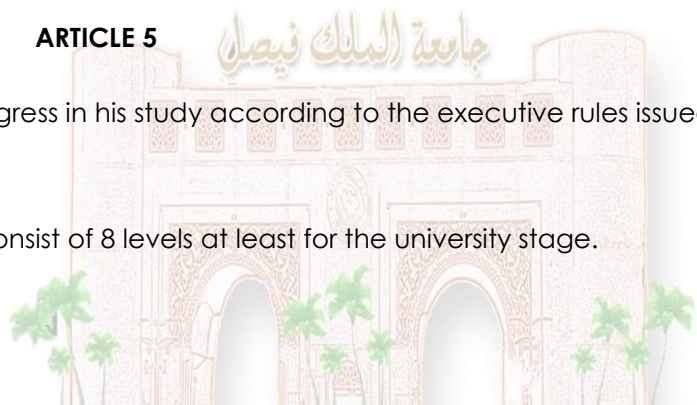 ARTICLE 5
جامعة الملك فيصل
gress in his study according to the executive rules issue
onsist of 8 levels at least for the university stage.